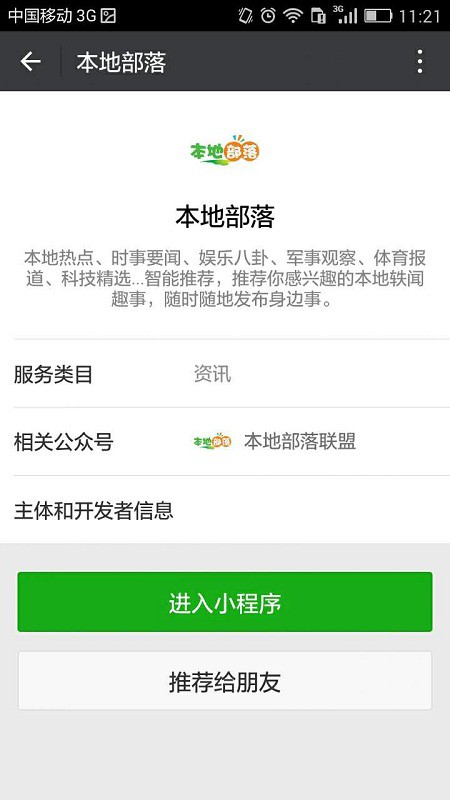 中国移动 3G 3G 11:21
本地部落
本地部落
本地部落
本地热点、时事要闻、娱乐八卦、军事观察、体育报
道、科技精选...智能推荐，推荐你感兴趣的本地轶闻
趣事，随时随地发布身边事。
服务类目 资讯
相关公众号 本地部落 本地部落联盟
主体和开发者信息
进入小程序
推荐给朋友